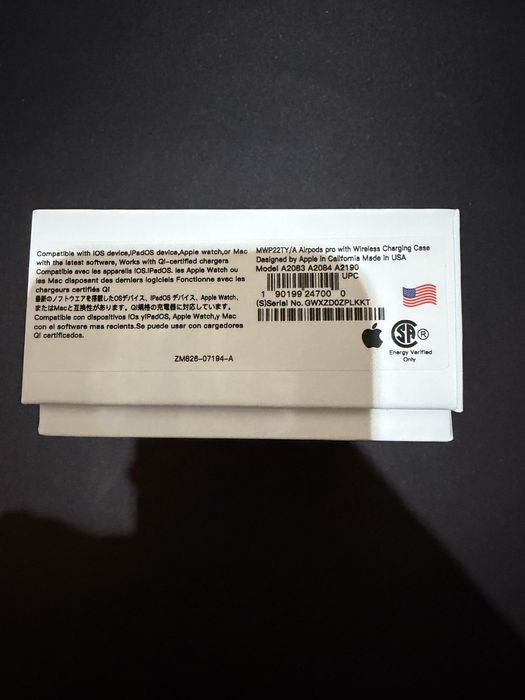 Compatible with IOS device,IPadOS device,Apple watch,or Mac
with the latest software, Works with QI-certified chargers
Compatible avec les appareils IOS.IPadOS. les Apple Watch ou
les Mac disposent des derniers logiciels Fonctionne avec les
chargeurs certifiés QI
最新のソフトウエアを搭載したOSデバイス、IPadOS デバイス、Apple Watch、
またはMacと互換性があります。QI規格の充電器に対応しています。
Compatible con dispositivos IOs yIPadOS, Apple Watch,y Mac
con el software mas recients.Se puede usar con cargadores
QI certificados.
ZM626-07194-A
MWP22TY/A Airpods pro with Wireless Charging Case
Designed by Apple in California Made in USA
Model A2083 A2084 A2190
UPC
1 90199 24700 0
(S)Serial No. GWXZDDZPLKKT
SA ®
Energy Verified
Only